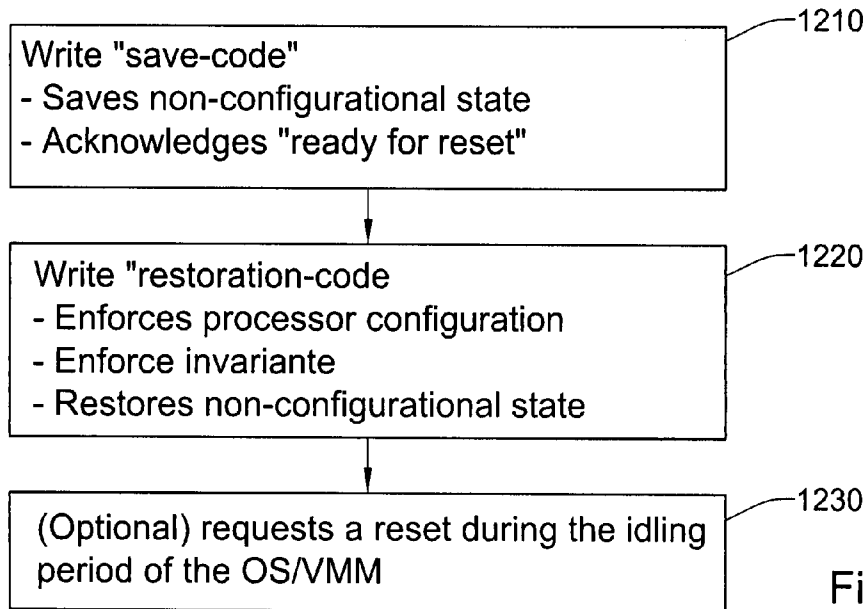 1210
Write "save-code"
- Saves non-configurational state
- Acknowledges "ready for reset"
1220
Write "restoration-code
- Enforces processor configuration
- Enforce invariante
- Restores non-configurational state
1230
(Optional) requests a reset during the idling
period of the OS/VMM
Fi